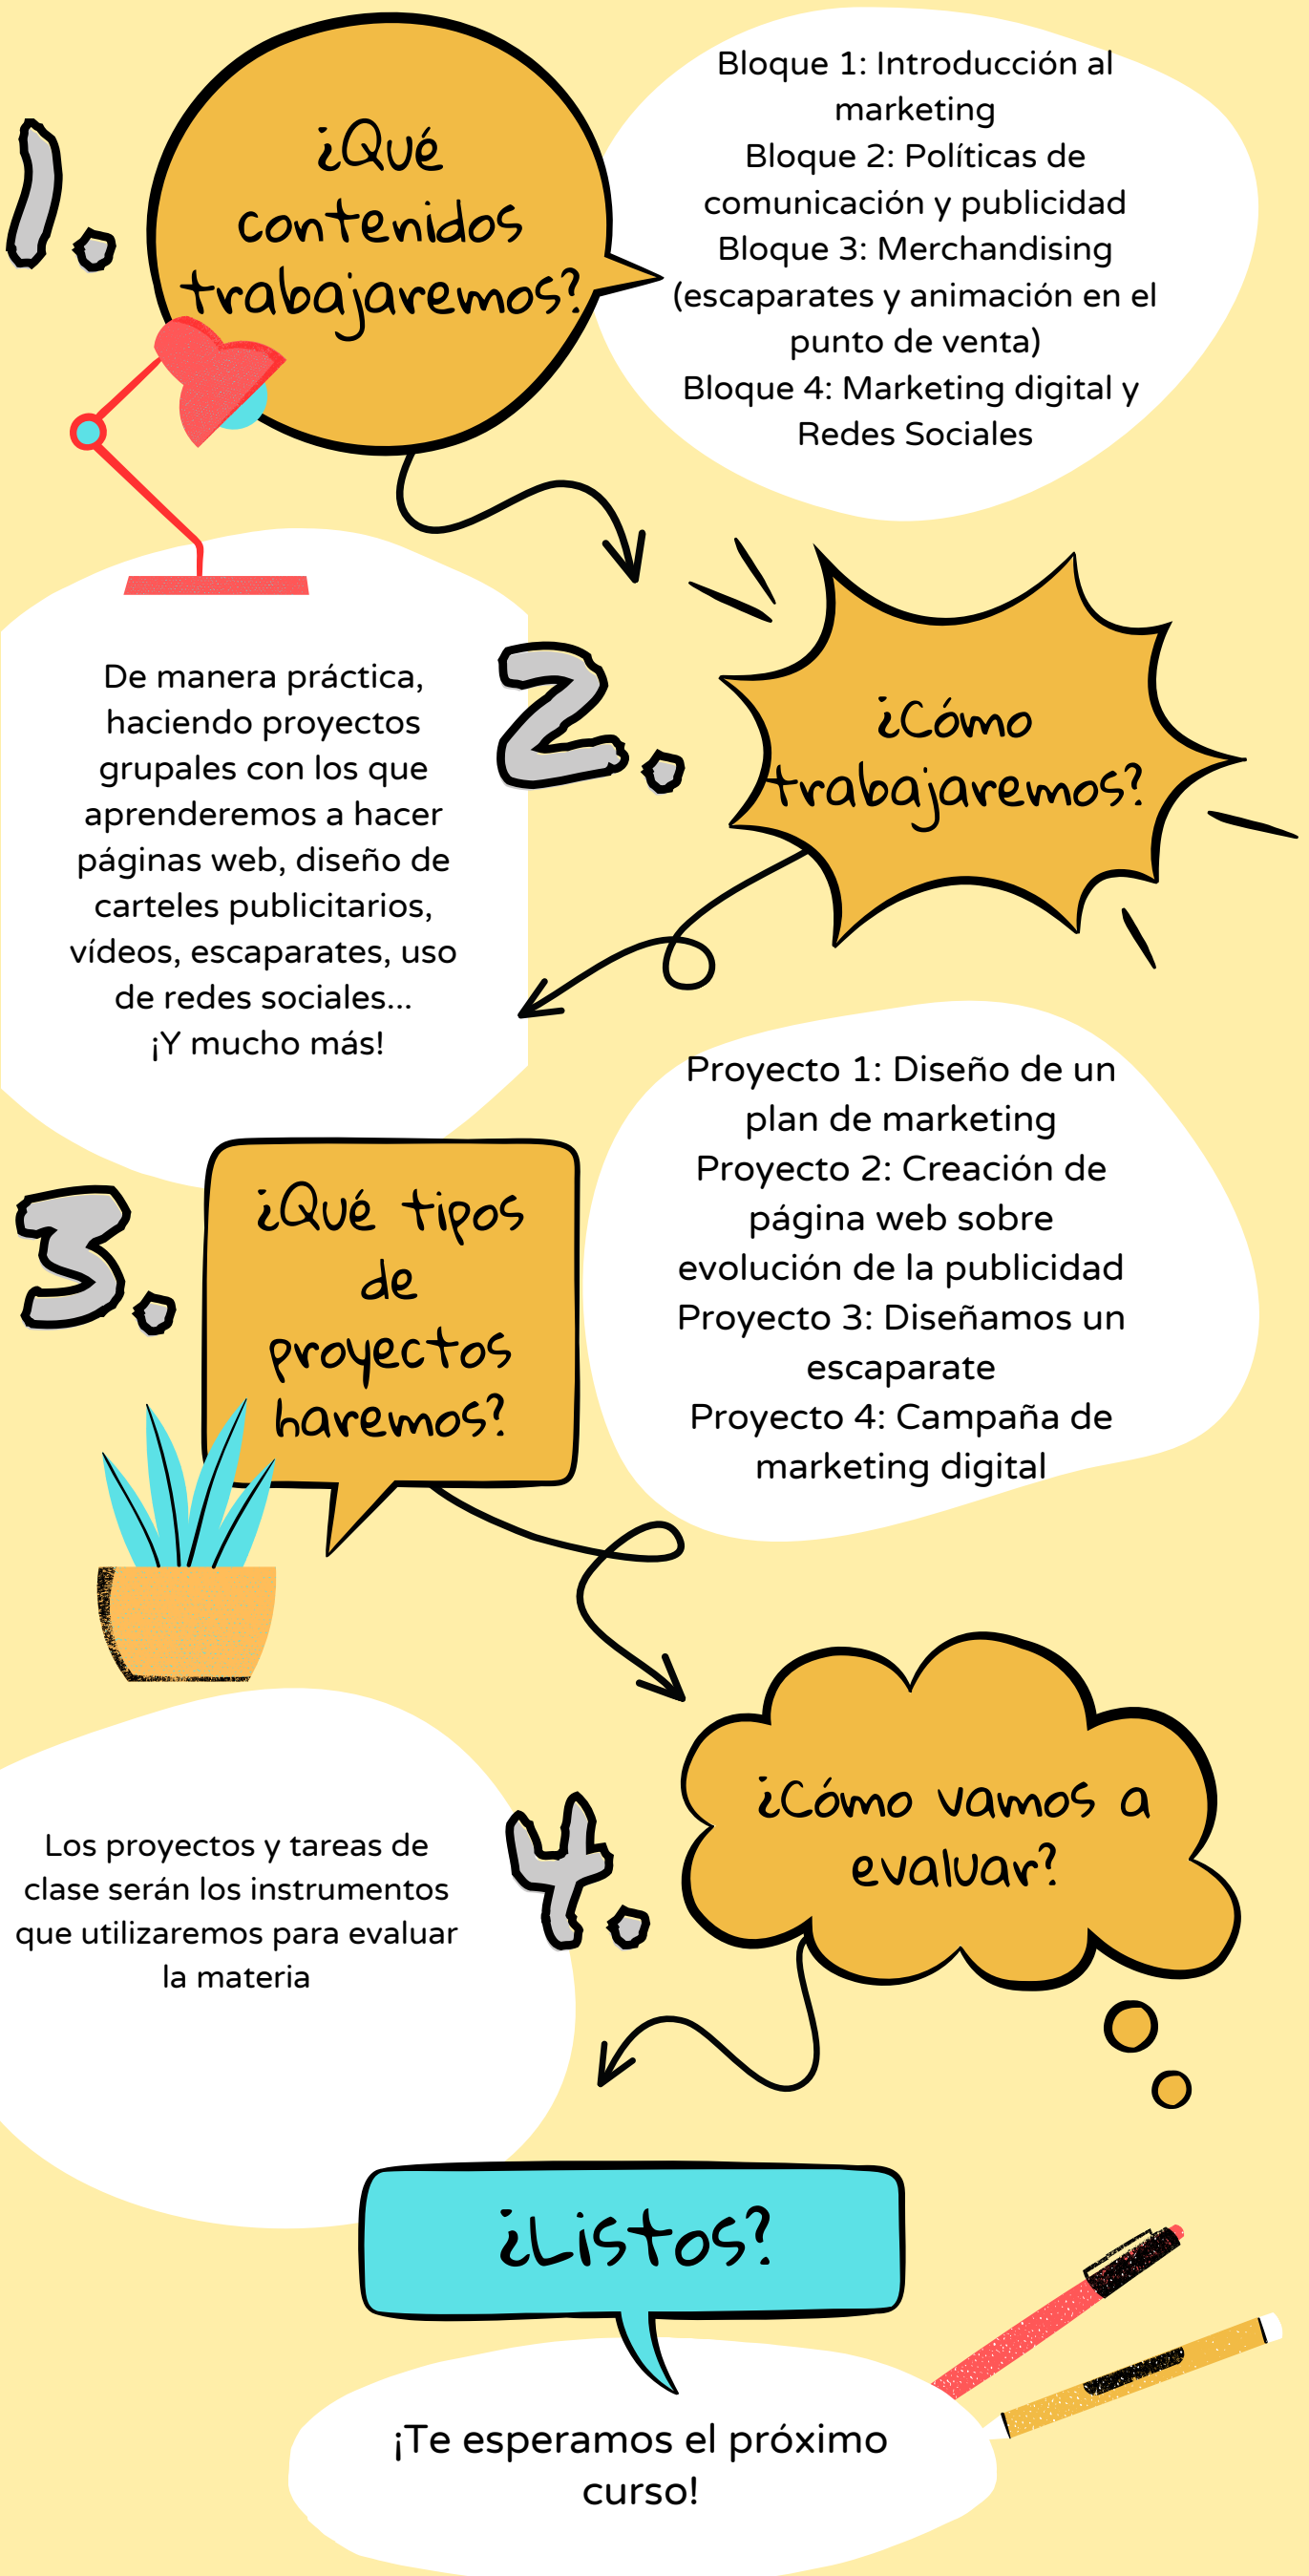 1.
¿Qué
contenidos
trabajaremos?
Bloque 1: Introducción al
marketing
Bloque 2: Políticas de
comunicación y publicidad
Bloque 3: Merchandising
(escaparates y animación en el
punto de venta)
Bloque 4: Marketing digital y
Redes Sociales
2.
¿Cómo
trabajaremos?
De manera práctica,
haciendo proyectos
grupales con los que
aprenderemos a hacer
páginas web, diseño de
carteles publicitarios,
vídeos, escaparates, uso
de redes sociales...
¡Y mucho más!
3.
¿Qué tipos
de
proyectos
haremos?
Proyecto 1: Diseño de un
plan de marketing
Proyecto 2: Creación de
página web sobre
evolución de la publicidad
Proyecto 3: Diseñamos un
escaparate
Proyecto 4: Campaña de
marketing digital
4.
¿Cómo vamos a
evaluar?
Los proyectos y tareas de
clase serán los instrumentos
que utilizaremos para evaluar
la materia
¿Listos?
¡Te esperamos el próximo
curso!